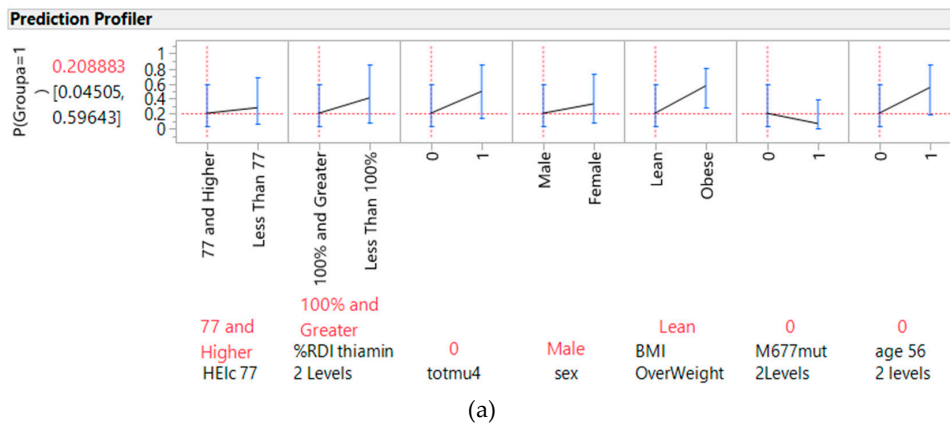 Prediction Profiler
P(Groupa=1
)
0.208883
[0.04505,
0.59643]
1
0.8
0.6
0.4
0.2
0
77 and Higher
Less Than 77
100% and Greater
Less Than 100%
0
1
Male
Female
Lean
Obese
0
1
0
1
77 and
Higher
HEIc 77
100% and
Greater
%RDI thiamin
2 Levels
0
totmu4
Male
sex
Lean
BMI
OverWeight
0
M677mut
2Levels
0
age 56
2 levels
(a)